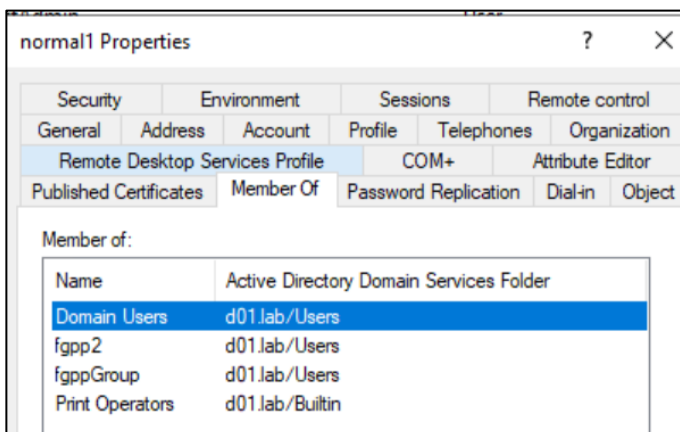 normal1 Properties ? ×
Security Environment Sessions Remote control
General Address Account Profile Telephones Organization
Remote Desktop Services Profile COM+ Attribute Editor
Published Certificates Member Of Password Replication Dial-in Object
Member of:
Name Active Directory Domain Services Folder
Domain Users d01.lab/Users
fgpp2 d01.lab/Users
fgppGroup d01.lab/Users
Print Operators d01.lab/Builtin